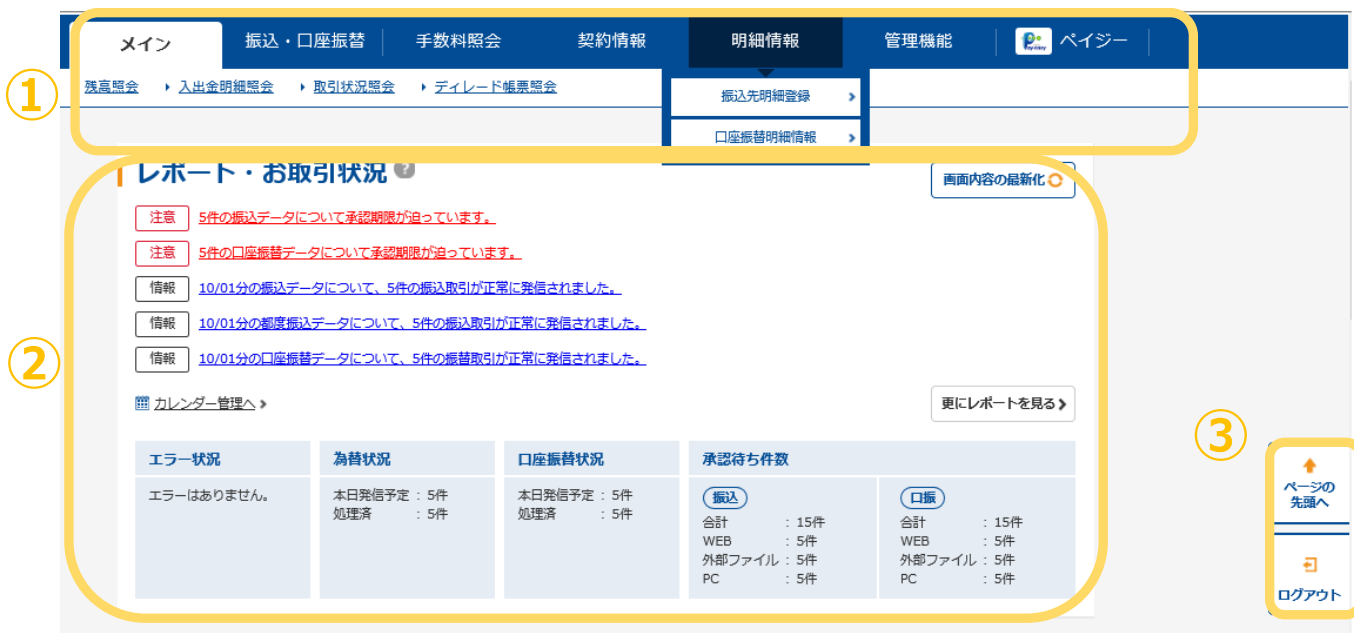 メイン 振込・口座振替 手数料照会 契約情報 明細情報 管理機能 ペイジー
①
残高照会 入出金明細照会 取引状況照会 ディレード帳票照会
振込先明細登録
口座振替明細情報
レポート・お取引状況 ?
画面内容の最新化
注意 5件の振込データについて承認期限が迫っています。
注意 5件の口座振替データについて承認期限が迫っています。
情報 10/01分の振込データについて、5件の振込取引が正常に発信されました。
情報 10/01分の都度振込データについて、5件の振込取引が正常に発信されました。
②
情報 10/01分の口座振替データについて、5件の振替取引が正常に発信されました。
カレンダー管理へ
更にレポートを見る
エラー状況 為替状況 口座振替状況 承認待ち件数
エラーはありません。
本日発信予定 : 5件
処理済 : 5件
本日発信予定 : 5件
処理済 : 5件
振込
合計 : 15件
WEB : 5件
外部ファイル : 5件
PC : 5件
口振
合計 : 15件
WEB : 5件
外部ファイル : 5件
PC : 5件
③
ページの
先頭へ
ログアウト